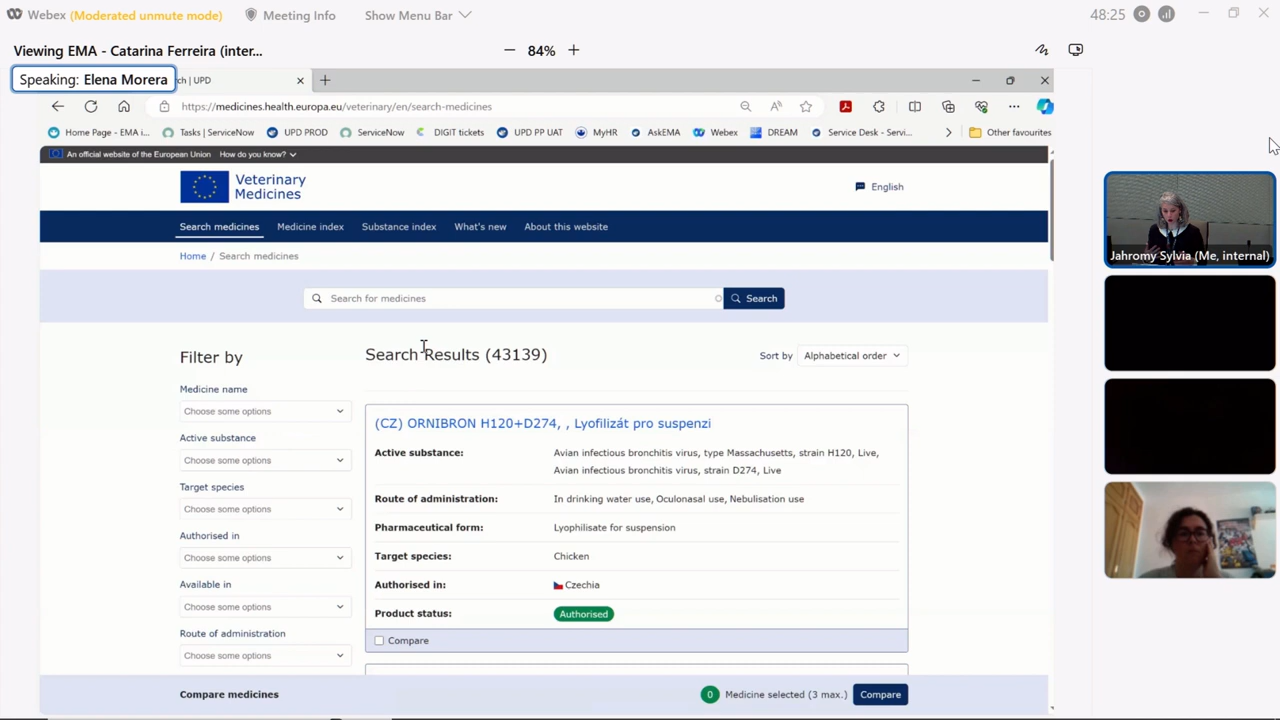 Webex (Moderated unmute mode) Meeting Info Show Menu Bar 48:25
Viewing EMA - Catarina Ferreira (inter... 84%
Speaking: Elena Morera
ch | UPD
https://medicines.health.europa.eu/veterinary/en/search-medicines
Home Page - EMA i... Tasks | ServiceNow UPD PROD ServiceNow DIGIT tickets UPD PP UAT MyHR AskEMA Webex DREAM Service Desk - Servi... Other favourites
An official website of the European Union How do you know?
Veterinary
Medicines
English
Search medicines Medicine index Substance index What's new About this website
Home / Search medicines
Search for medicines Search
Filter by
Search Results (43139)
Sort by Alphabetical order
Medicine name
Choose some options
Active substance
Choose some options
Target species
Choose some options
Authorised in
Choose some options
Available in
Choose some options
Route of administration
Choose some options
(CZ) ORNIBRON H120+D274, , Lyofilizát pro suspenzi
Active substance: Avian infectious bronchitis virus, type Massachusetts, strain H120, Live,
Avian infectious bronchitis virus, strain D274, Live
Route of administration: In drinking water use, Oculonasal use, Nebulisation use
Pharmaceutical form: Lyophilisate for suspension
Target species: Chicken
Authorised in: Czechia
Product status: Authorised
Compare
Compare medicines 0 Medicine selected (3 max.) Compare
Jahromy Sylvia (Me, internal)